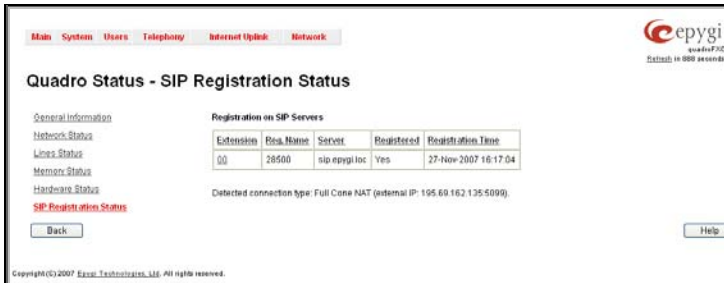 Main System Users Telephony Internet Uplink Network
epygi
quadroFXO
Refresh in 888 seconds
Quadro Status - SIP Registration Status
General Information
Network Status
Lines Status
Memory Status
Hardware Status
SIP Registration Status
Back
Registration on SIP Servers
Extension Reg. Name Server Registered Registration Time
00 28500 sip.epygi.loc Yes 27-Nov-2007 16:17:04
Detected connection type: Full Cone NAT (external IP: 195.69.162.135:5099).
Help
Copyright (C) 2007 Epygi Technologies, Ltd. All rights reserved.